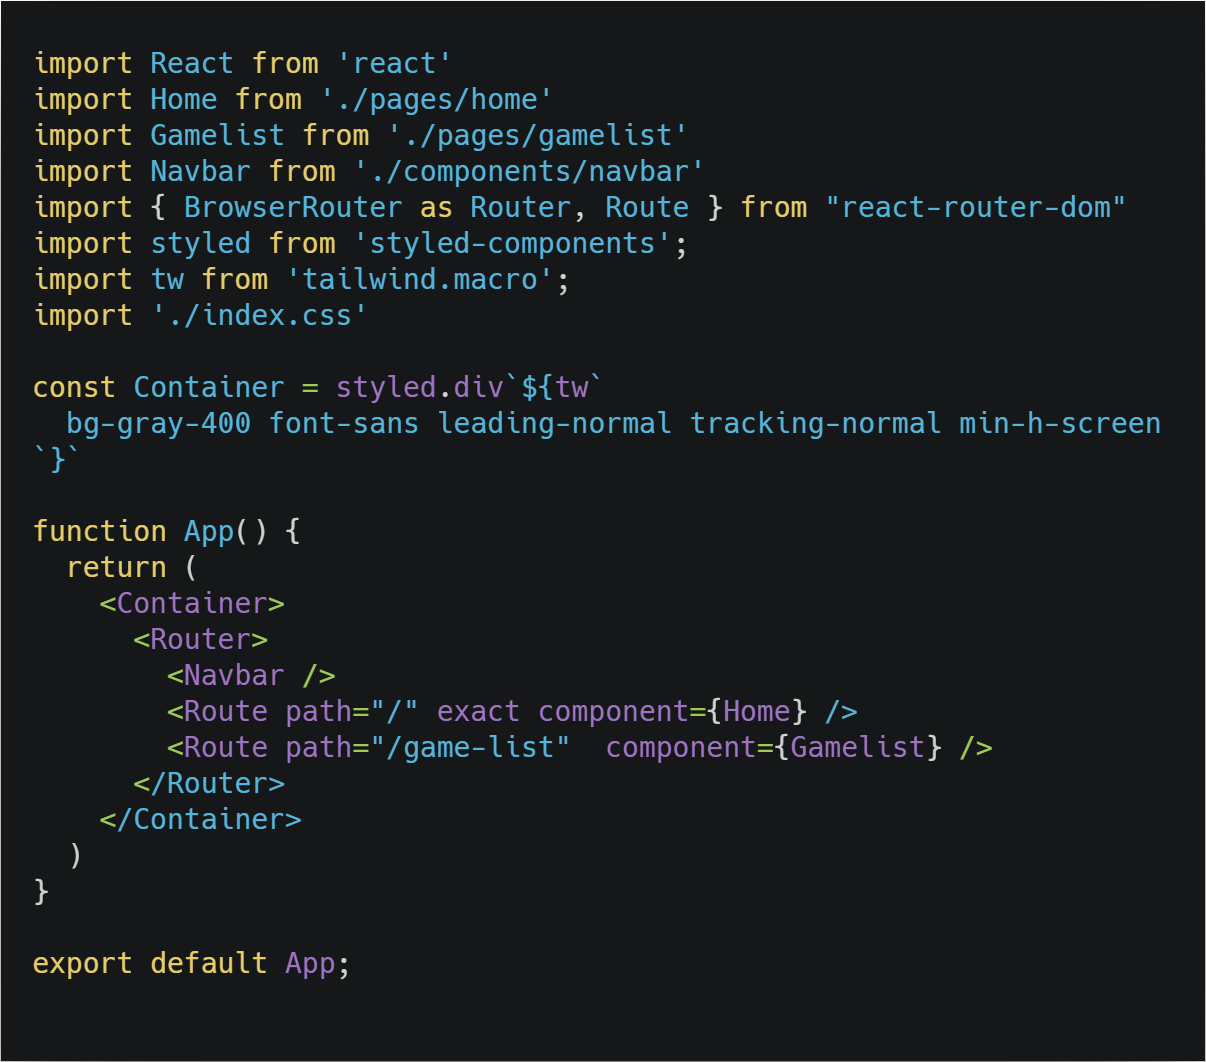 import React from 'react'
import Home from './pages/home'
import Gamelist from './pages/gamelist'
import Navbar from './components/navbar'
import { BrowserRouter as Router, Route } from "react-router-dom"
import styled from 'styled-components';
import tw from 'tailwind.macro';
import './index.css'

const Container = styled.div`${tw`
  bg-gray-400 font-sans leading-normal tracking-normal min-h-screen
`}`

function App() {
  return (
    <Container>
      <Router>
        <Navbar />
        <Route path="/" exact component={Home} />
        <Route path="/game-list"  component={Gamelist} />
      </Router>
    </Container>
  )
}

export default App;